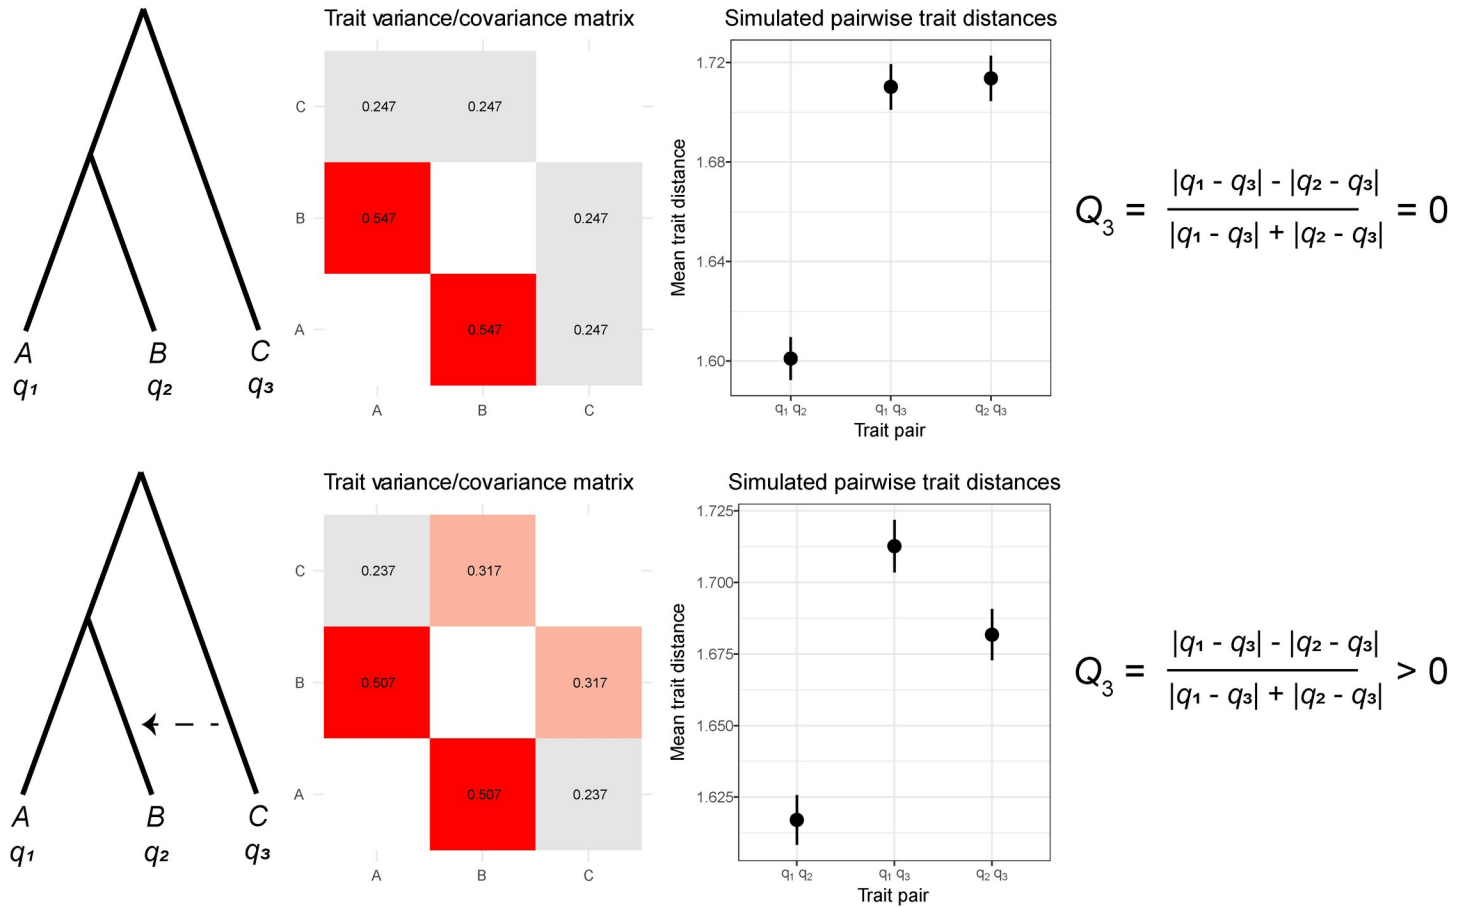 Trait variance/covariance matrix
Simulated pairwise trait distances
A B C
q₁ q₂ q₃
C 0.247 0.247
B 0.547 0.247
A 0.547 0.247
A B C
Mean trait distance
1.72
1.68
1.64
1.60
q₁ q₂ q₁ q₃ q₂ q₃
Trait pair
Q₃ = |q₁ - q₃| - |q₂ - q₃| = 0
|q₁ - q₃| + |q₂ - q₃|
Trait variance/covariance matrix
Simulated pairwise trait distances
A B C
q₁ q₂ q₃
C 0.237 0.317
B 0.507 0.317
A 0.507 0.237
A B C
Mean trait distance
1.725
1.700
1.675
1.650
1.625
q₁ q₂ q₁ q₃ q₂ q₃
Trait pair
Q₃ = |q₁ - q₃| - |q₂ - q₃| > 0
|q₁ - q₃| + |q₂ - q₃|